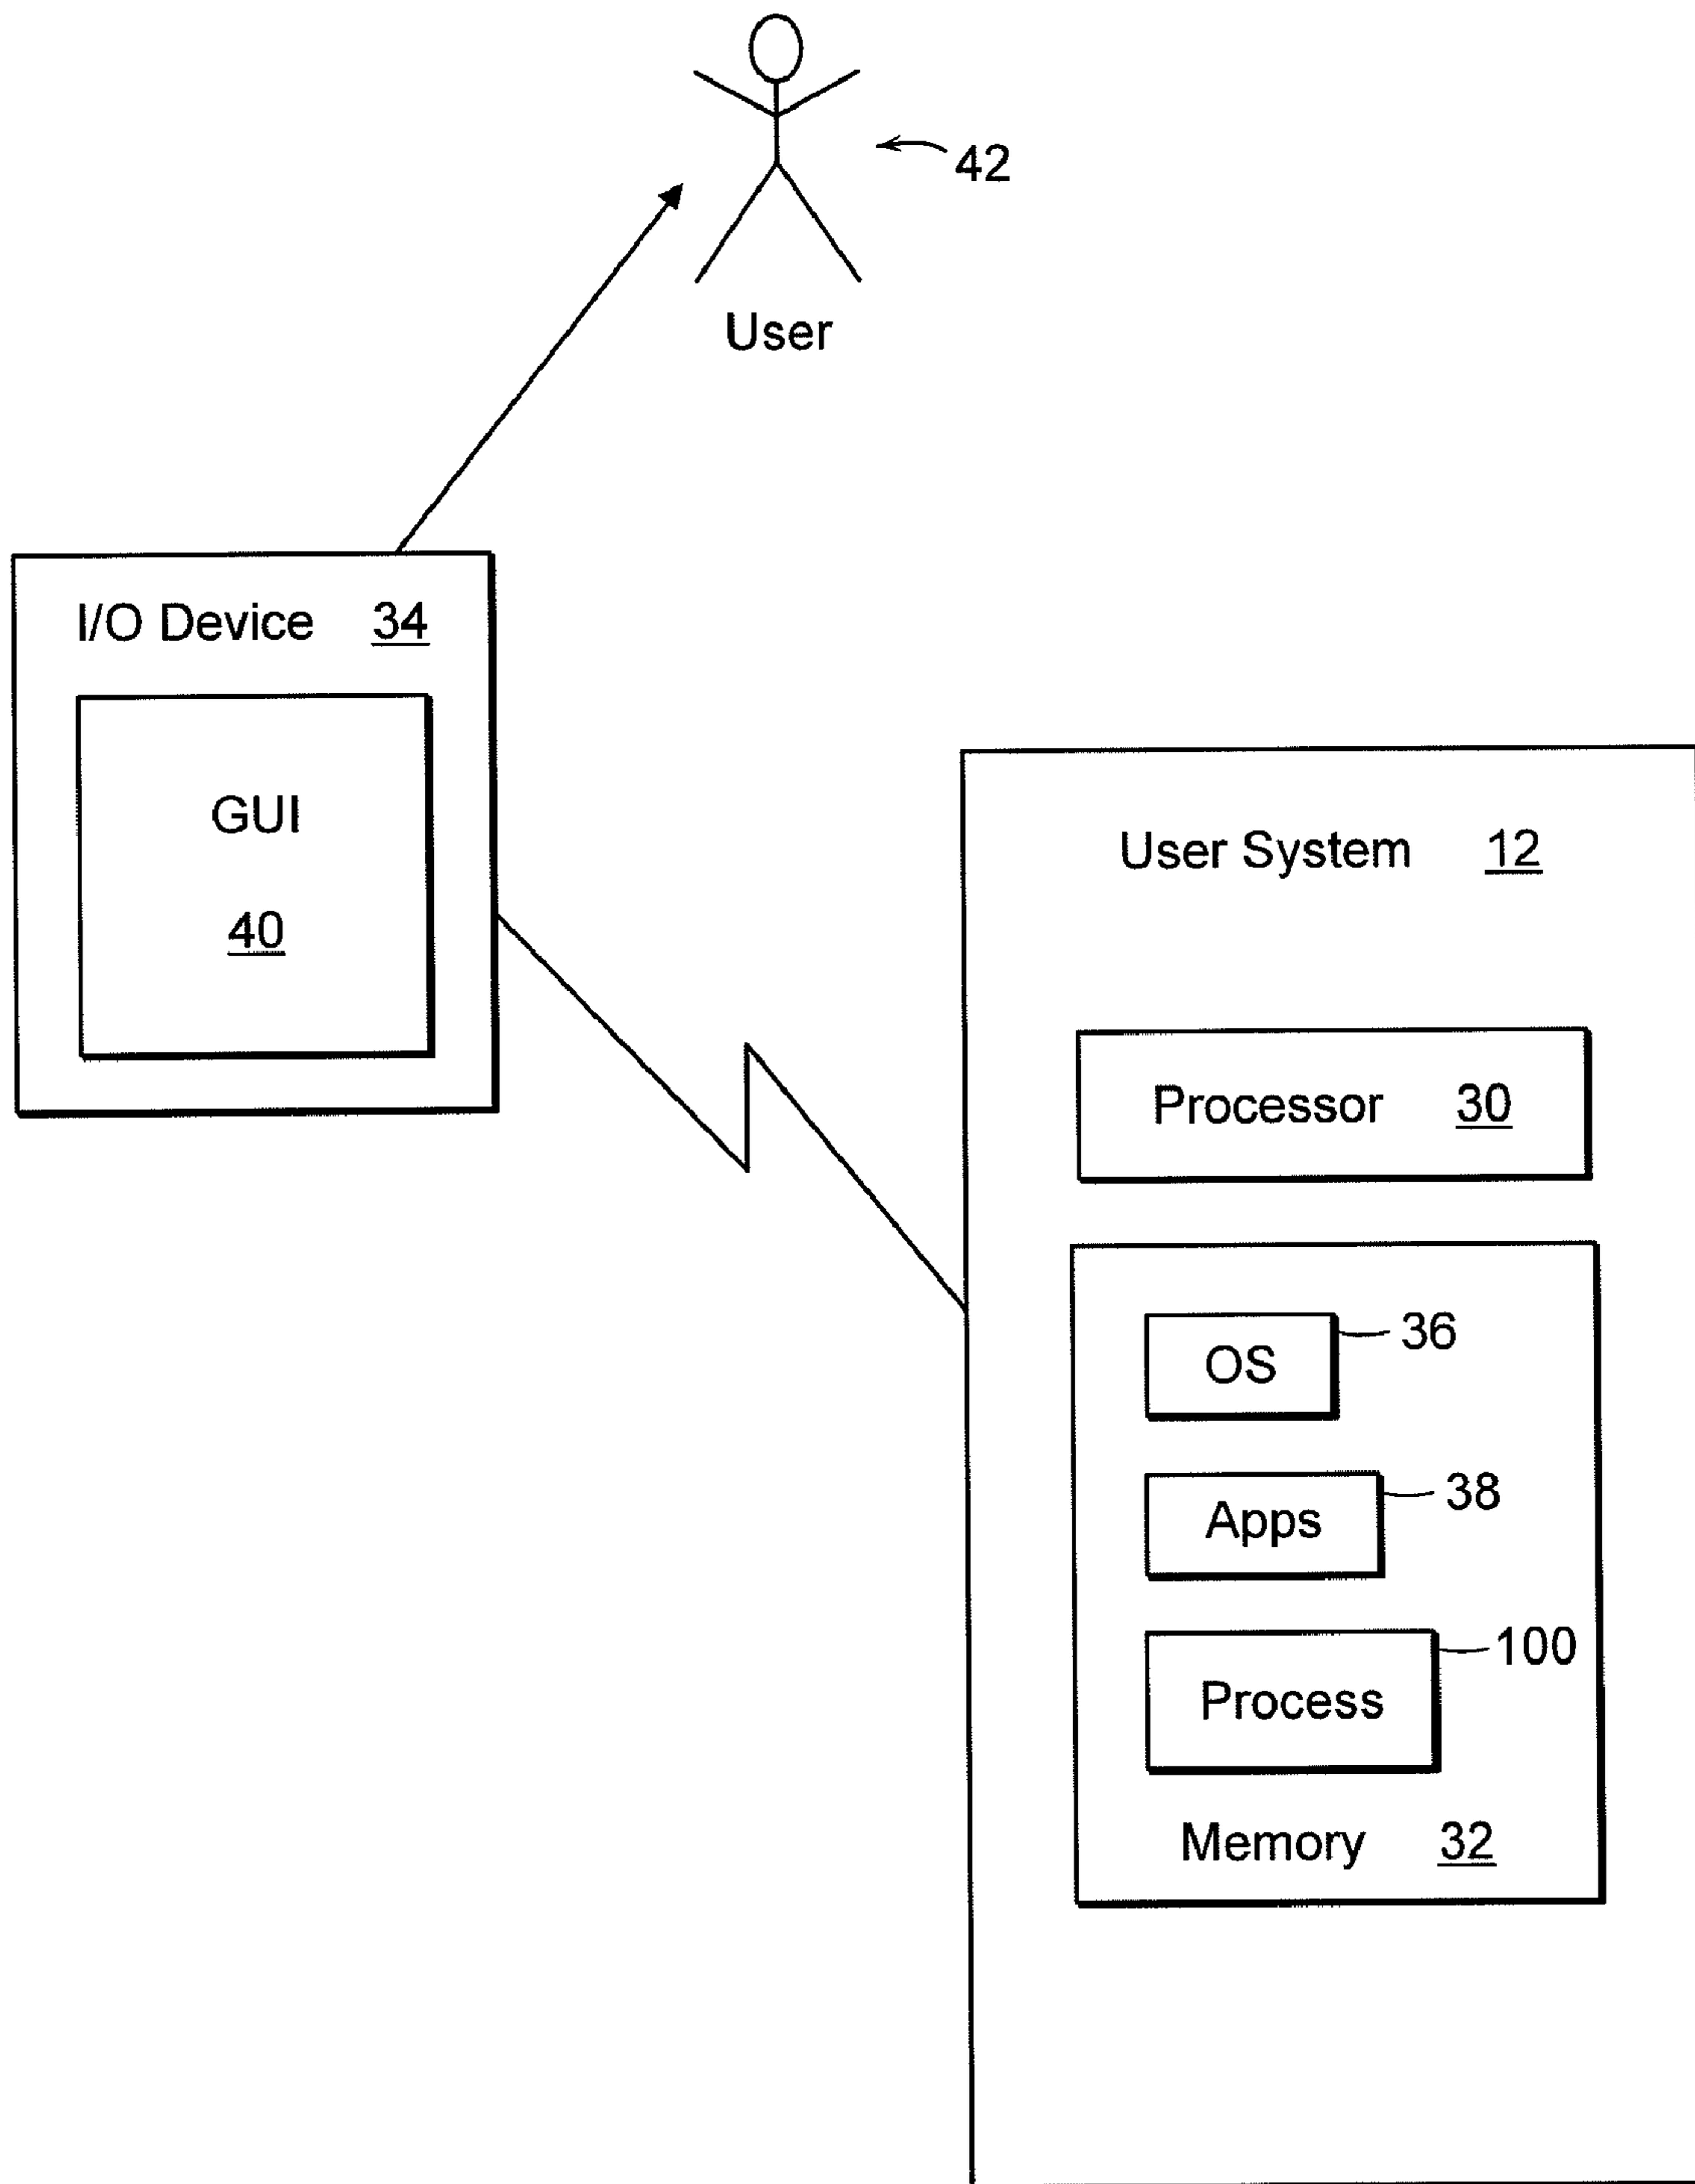 42
User
I/O Device 34
GUI
40
User System 12
Processor 30
36
OS
38
Apps
100
Process
Memory 32